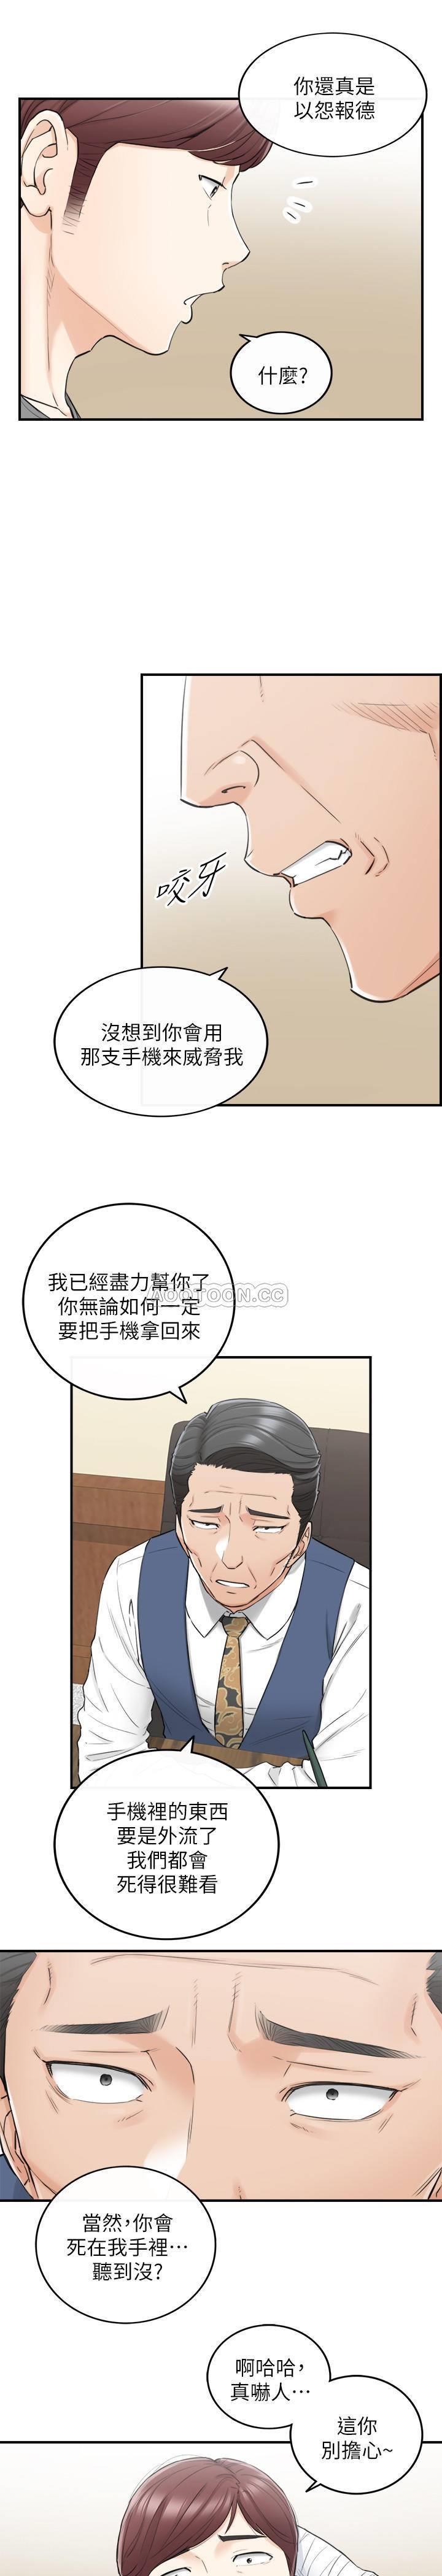 你還真是
以怨報德
什麼?
咬牙
沒想到你會用
那支手機來威脅我
我已經盡力幫你了
你無論如何一定
要把手機拿回來
AOOTOON.CC
手機裡的東西
要是外流了
我們都會
死得很難看
當然,你會
死在我手裡⋯
聽到沒?
啊哈哈,
真嚇人⋯
這你
別擔心~